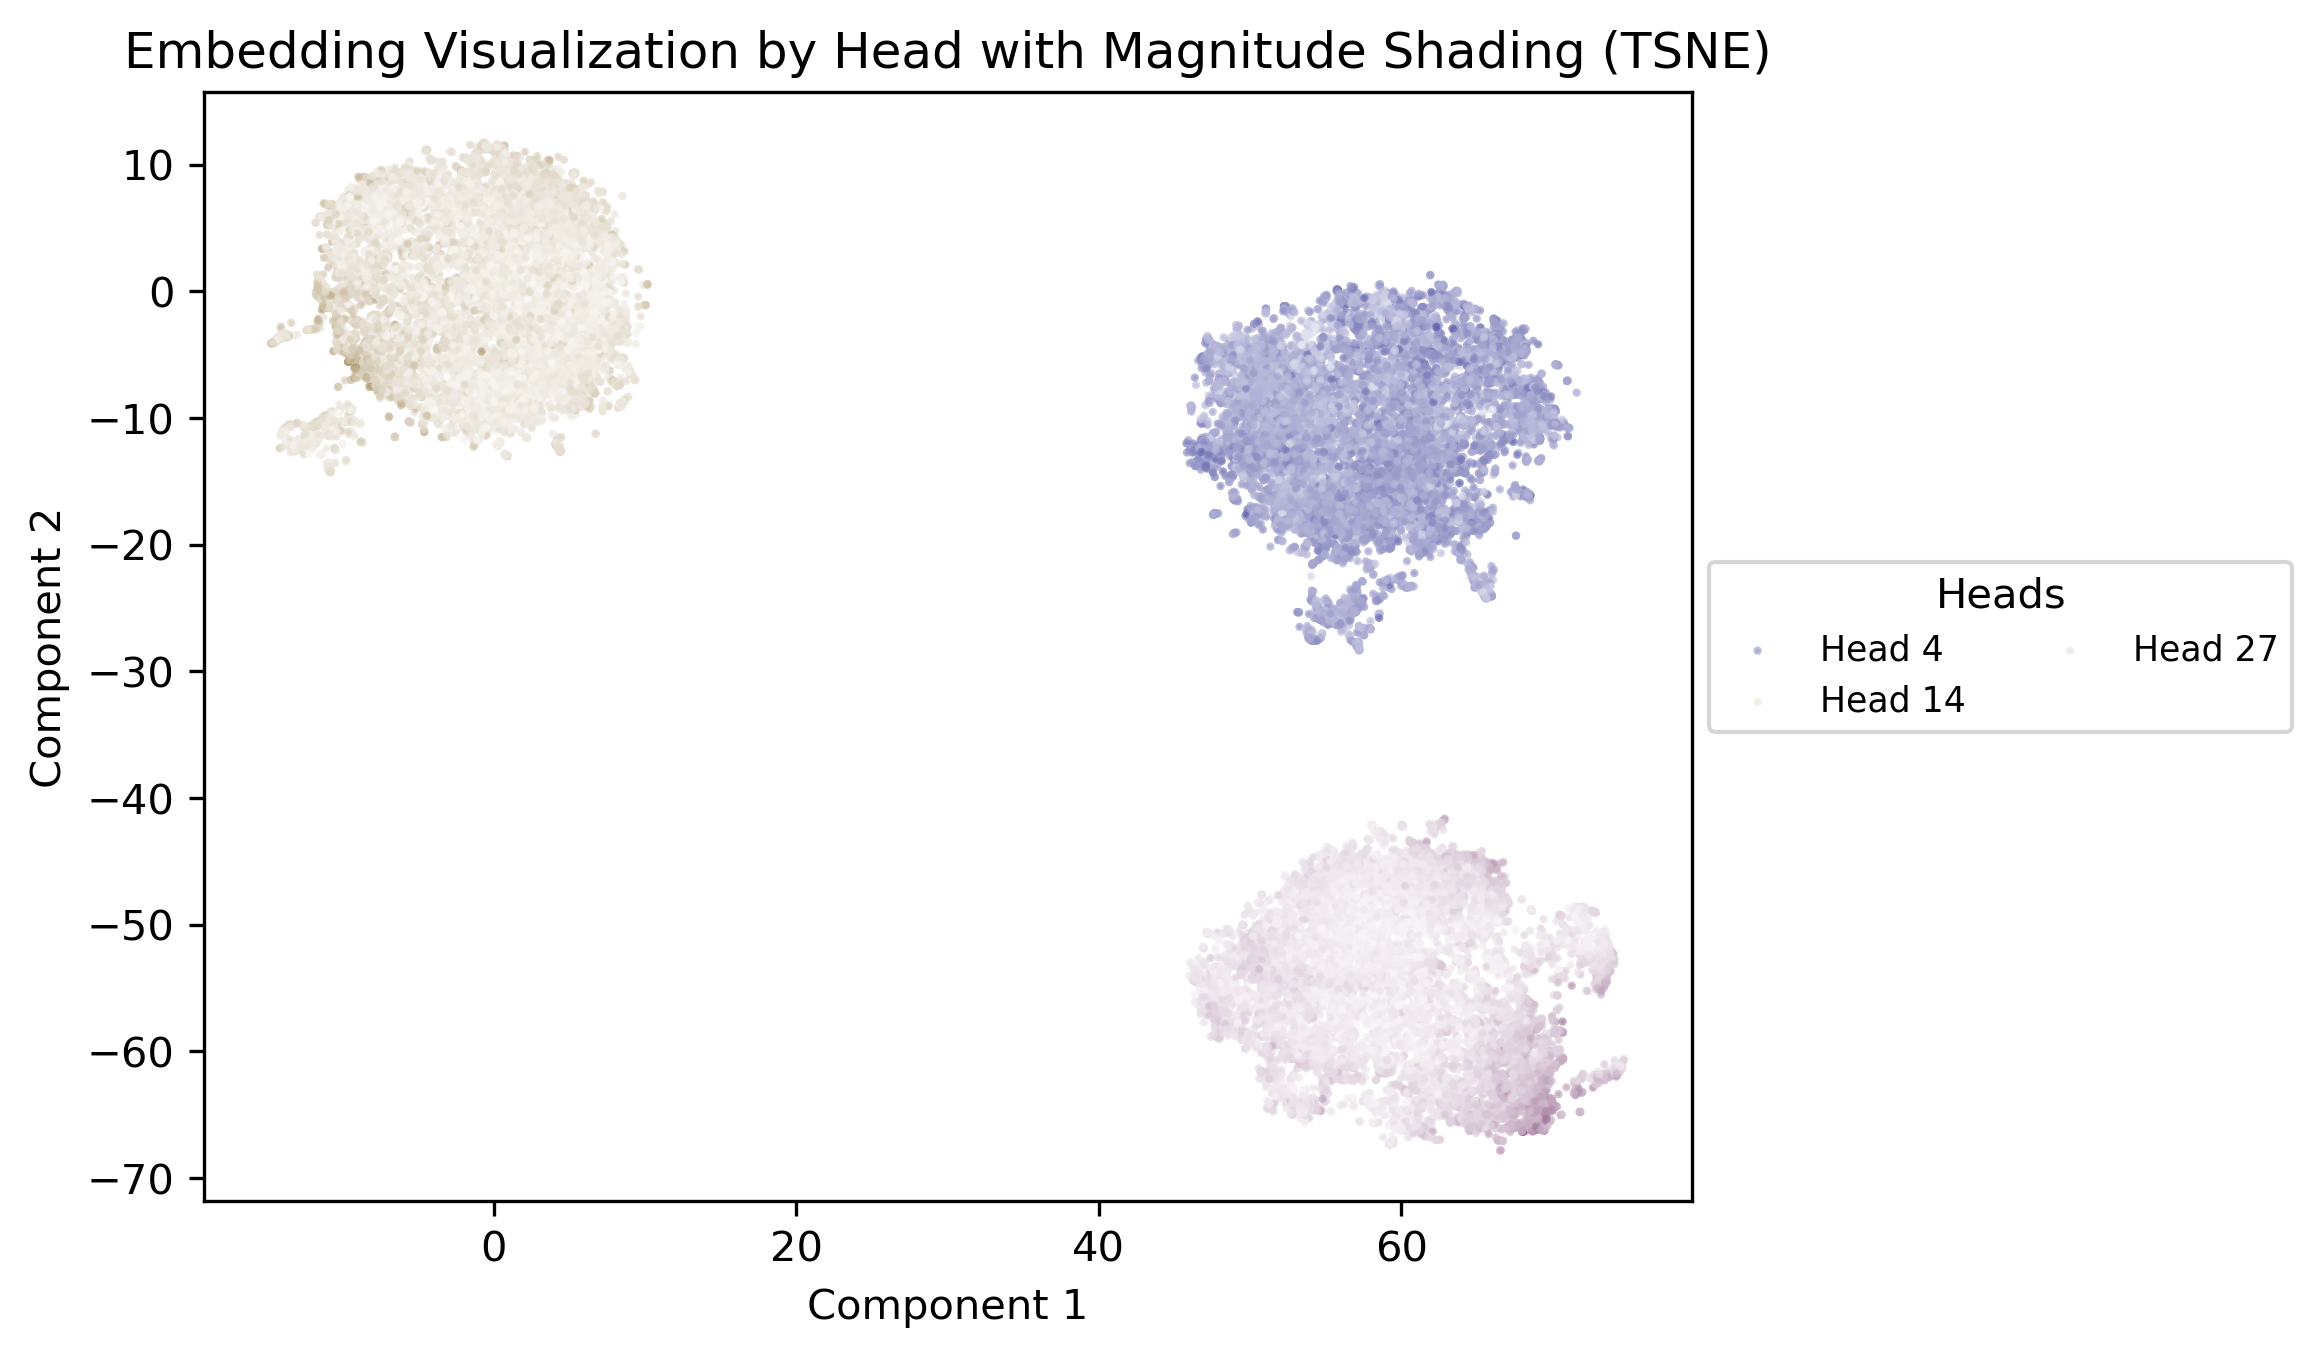 Embedding Visualization by Head with Magnitude Shading (TSNE)
10
0
−10
−20
−30
−40
−50
−60
−70
Component 2
0 20 40 60
Component 1
Heads
Head 4 Head 27
Head 14